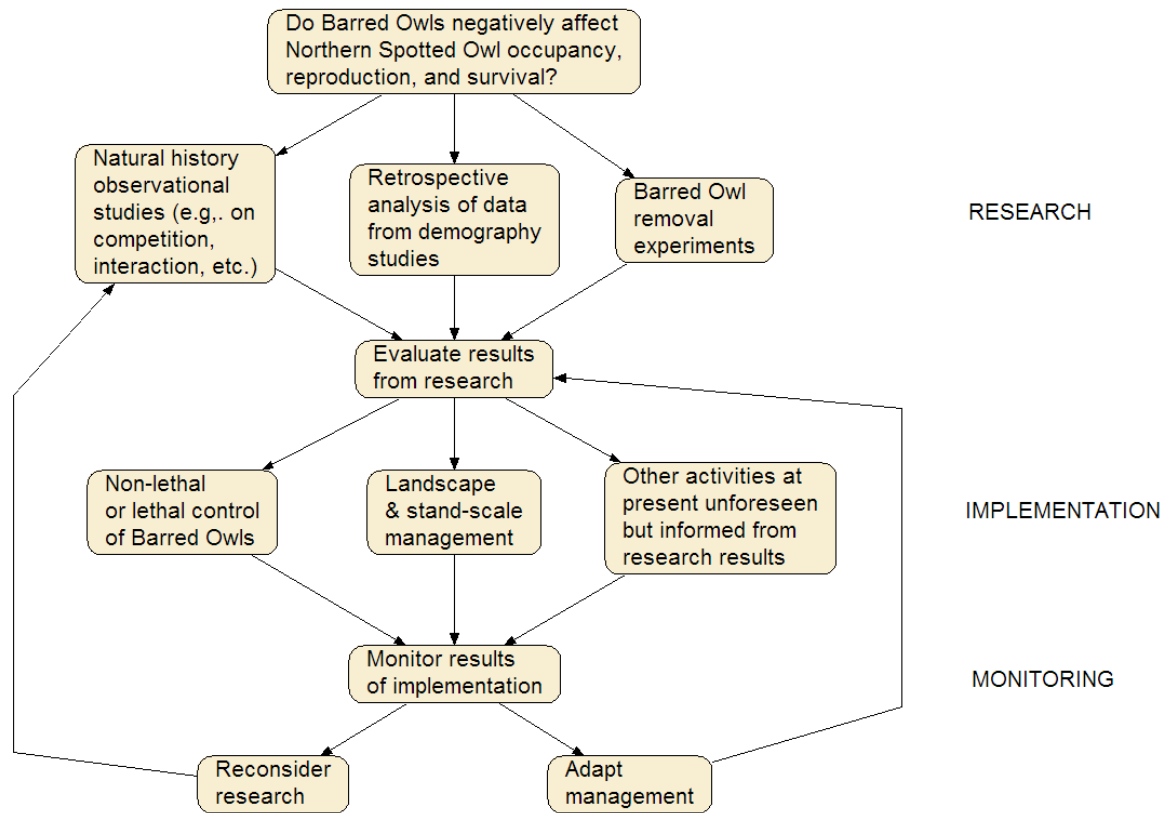 Do Barred Owls negatively affect
Northern Spotted Owl occupancy,
reproduction, and survival?
Natural history
observational
studies (e.g,. on
competition,
interaction, etc.)
Retrospective
analysis of data
from demography
studies
Barred Owl
removal
experiments
RESEARCH
Evaluate results
from research
Non-lethal
or lethal control
of Barred Owls
Landscape
& stand-scale
management
Other activities at
present unforeseen
but informed from
research results
IMPLEMENTATION
Monitor results
of implementation
MONITORING
Reconsider
research
Adapt
management